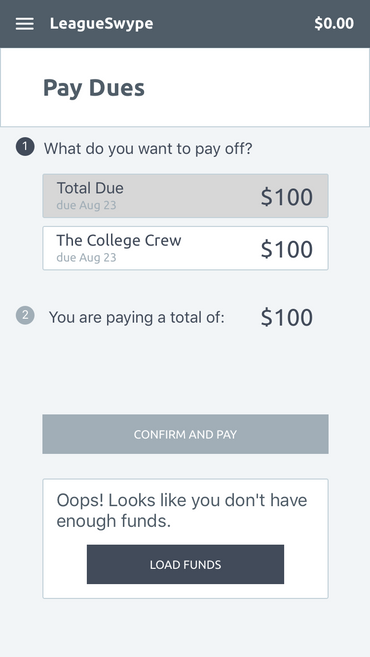 LeagueSwype $0.00
Pay Dues
1 What do you want to pay off?
Total Due $100
due Aug 23
The College Crew $100
due Aug 23
2 You are paying a total of: $100
CONFIRM AND PAY
Oops! Looks like you don't have
enough funds.
LOAD FUNDS